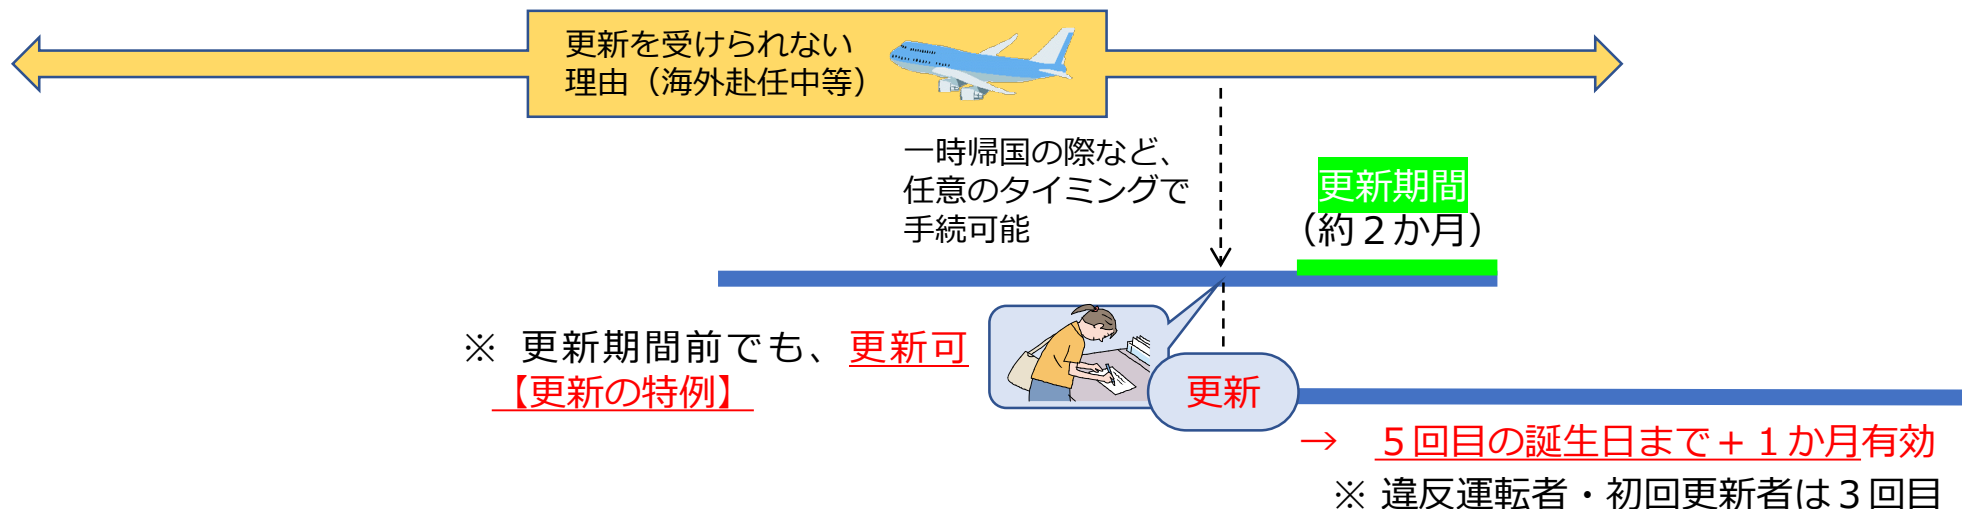 更新を受けられない
理由（海外赴任中等）
一時帰国の際など、
任意のタイミングで
手続可能
更新期間
（約２か月）
※ 更新期間前でも、更新可
【更新の特例】
更新
→ ５回目の誕生日まで＋１か月有効
※ 違反運転者・初回更新者は３回目